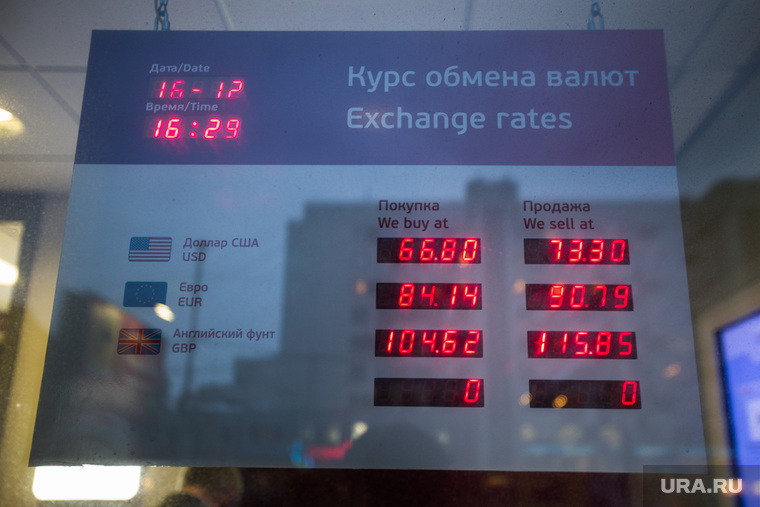 Дата/Date
16-12
Время/Time
16:29
Курс обмена валют
Exchange rates
Покупка
We buy at
Продажа
We sell at
Доллар США
USD
66.80
73.30
Евро
EUR
84.14
90.79
Английский фунт
GBP
104.62
115.85
0
0
URA.RU